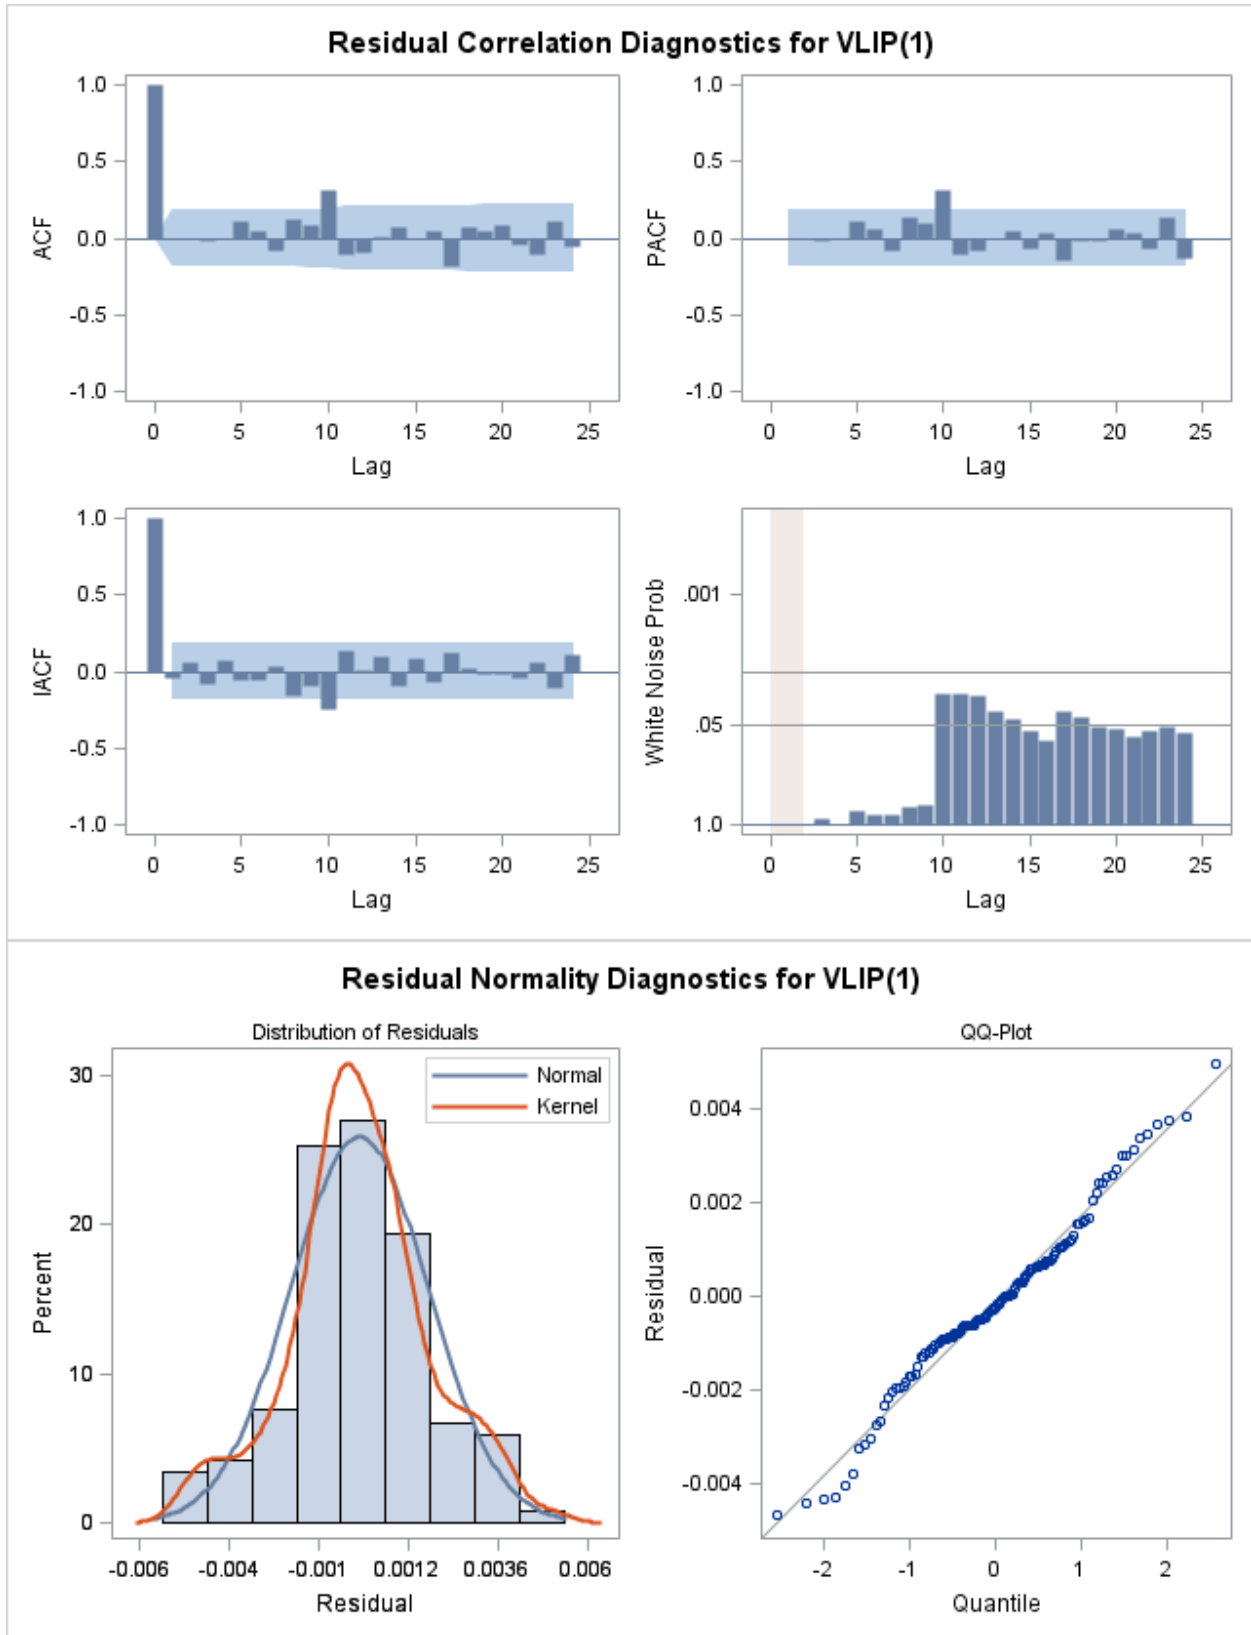 Residual Correlation Diagnostics for VLIP(1)
1.0
0.5
0.0
-0.5
-1.0
ACF
0 5 10 15 20 25
Lag
1.0
0.5
0.0
-0.5
-1.0
PACF
0 5 10 15 20 25
Lag
1.0
0.5
0.0
-0.5
-1.0
IACF
0 5 10 15 20 25
Lag
.001
.05
1.0
White Noise Prob
0 5 10 15 20 25
Lag
Residual Normality Diagnostics for VLIP(1)
Distribution of Residuals
Normal
Kernel
30
20
10
0
Percent
-0.006 -0.004 -0.001 0.0012 0.0036 0.006
Residual
QQ-Plot
0.004
0.002
0.000
-0.002
-0.004
Residual
-2 -1 0 1 2
Quantile